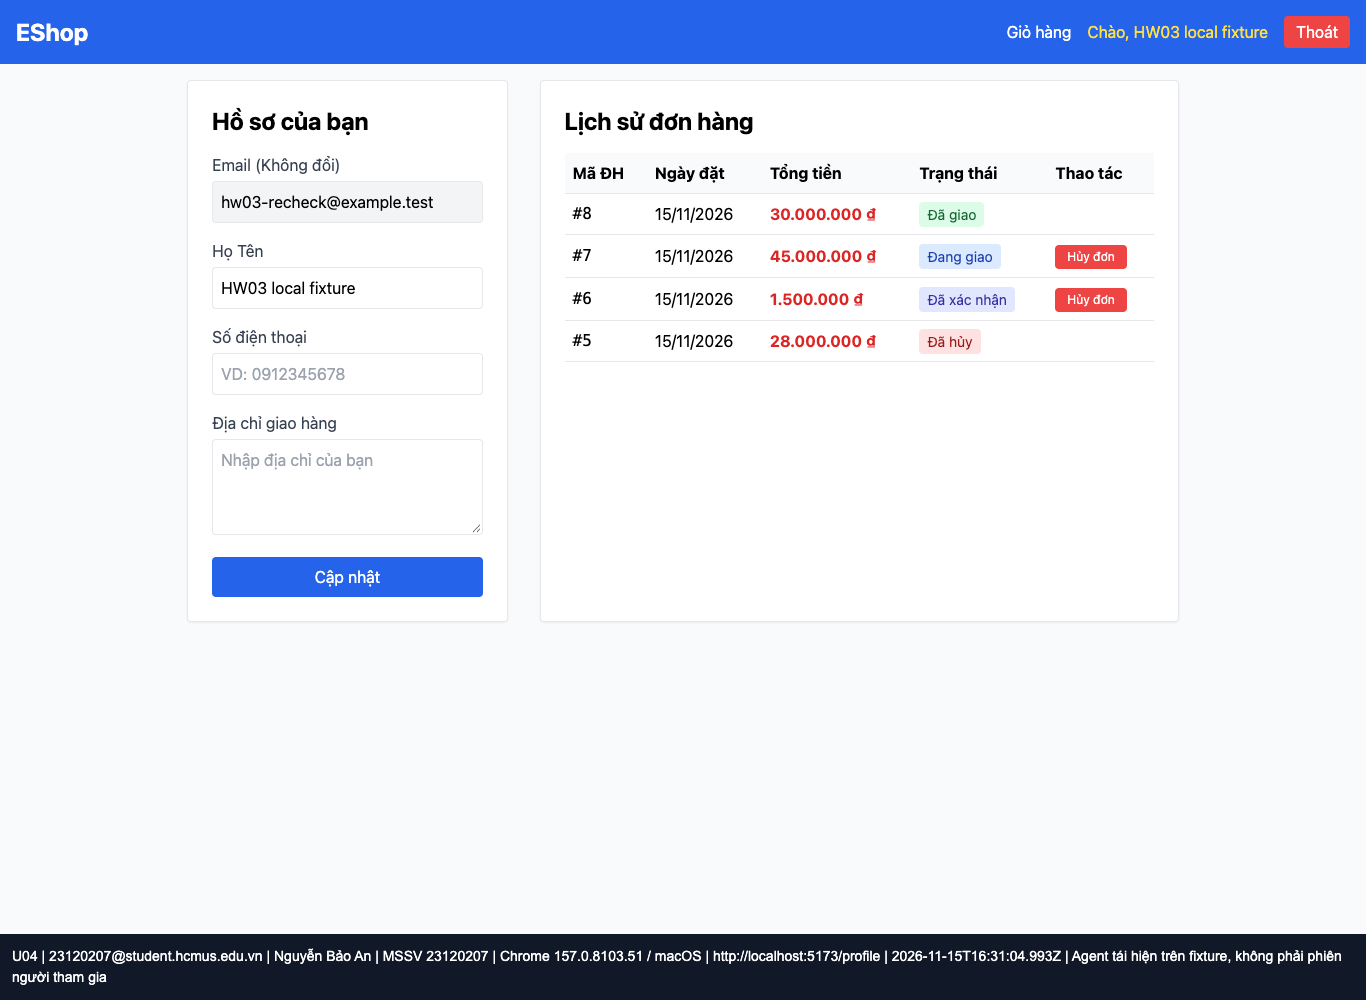 EShop
Giỏ hàng Chào, HW03 local fixture Thoát
Hồ sơ của bạn
Email (Không đổi)
hw03-recheck@example.test
Họ Tên
HW03 local fixture
Số điện thoại
VD: 0912345678
Địa chỉ giao hàng
Nhập địa chỉ của bạn
Cập nhật
Lịch sử đơn hàng
Mã ĐH Ngày đặt Tổng tiền Trạng thái Thao tác
#8 15/11/2026 30.000.000 ₫ Đã giao
#7 15/11/2026 45.000.000 ₫ Đang giao Hủy đơn
#6 15/11/2026 1.500.000 ₫ Đã xác nhận Hủy đơn
#5 15/11/2026 28.000.000 ₫ Đã hủy
U04 | 23120207@student.hcmus.edu.vn | Nguyễn Bảo An | MSSV 23120207 | Chrome 157.0.8103.51 / macOS | http://localhost:5173/profile | 2026-11-15T16:31:04.993Z | Agent tái hiện trên fixture, không phải phiên
người tham gia